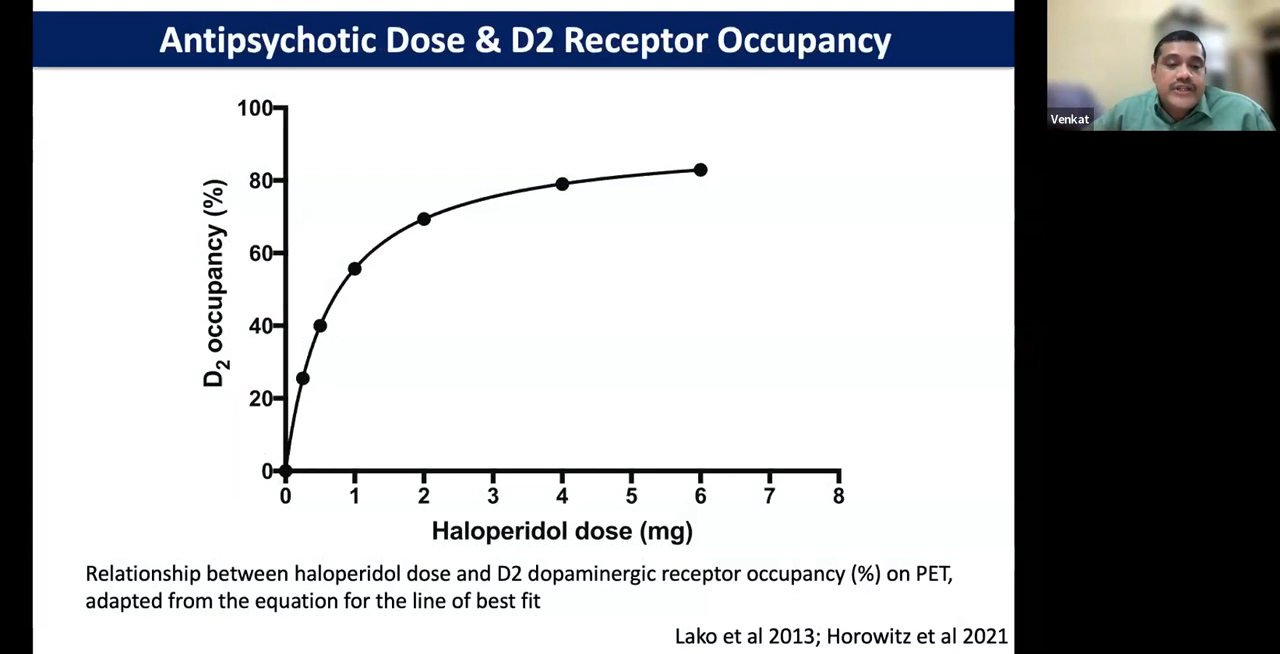 Antipsychotic Dose & D2 Receptor Occupancy
Venkat
100
80
60
40
20
0
D2 occupancy (%)
0 1 2 3 4 5 6 7 8
Haloperidol dose (mg)
Relationship between haloperidol dose and D2 dopaminergic receptor occupancy (%) on PET,
adapted from the equation for the line of best fit
Lako et al 2013; Horowitz et al 2021